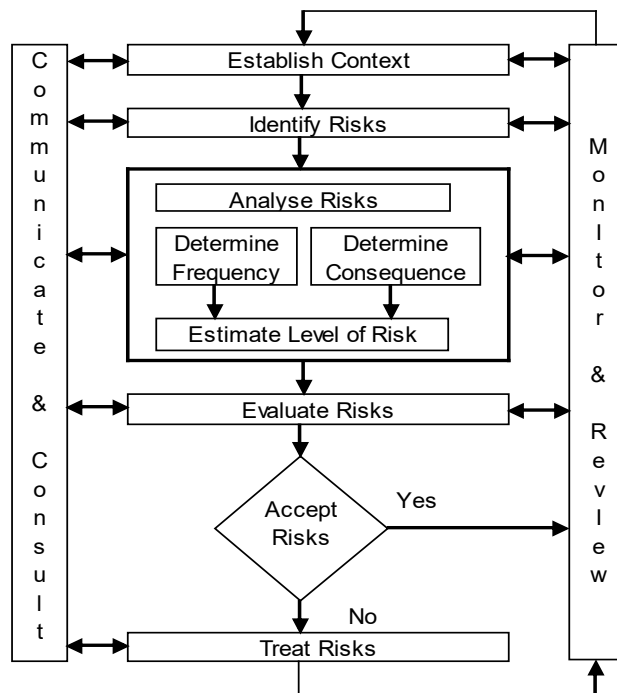 Communicate & Consult
Establish Context
Identify Risks
Analyse Risks
Determine Frequency
Determine Consequence
Estimate Level of Risk
Evaluate Risks
Accept
Risks
Yes
No
Treat Risks
MonItor & RevIew